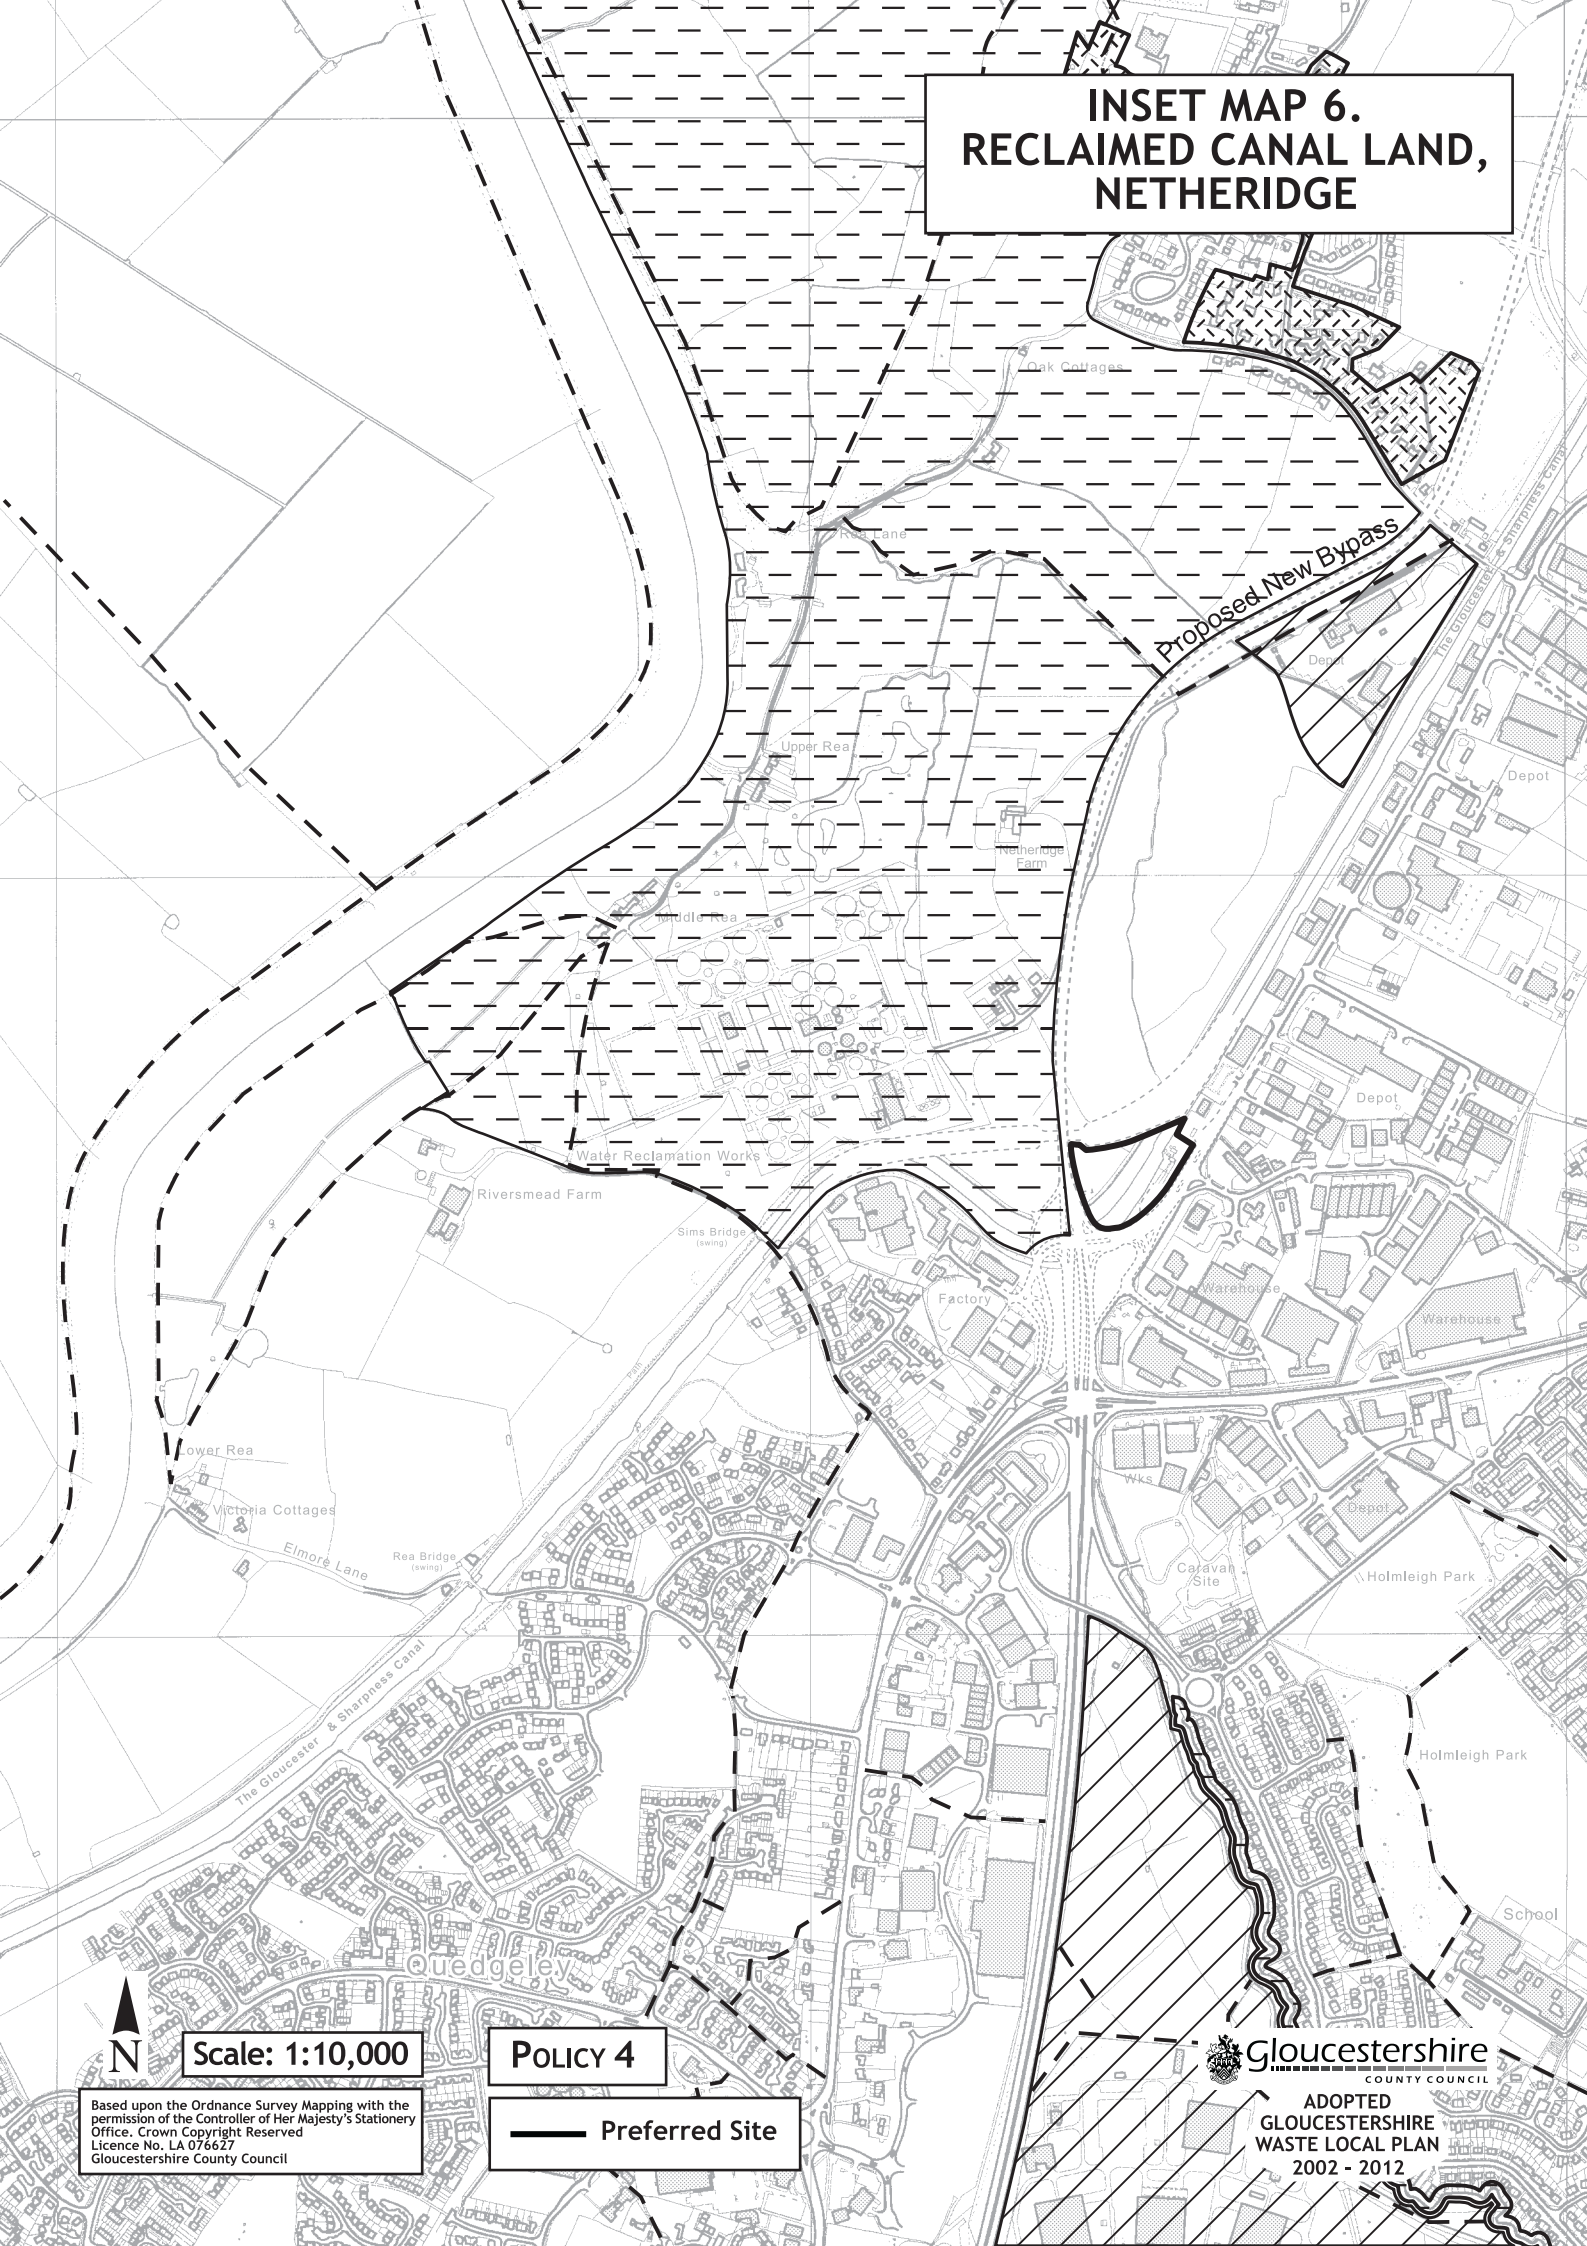 INSET MAP 6.
RECLAIMED CANAL LAND,
NETHERIDGE
Oak Cottages
Rea Lane
Proposed New Bypass
The Gloucester & Sharpness Canal
Depot
Depot
Upper Rea
Netheridge
Farm
Middle Rea
Depot
Water Reclamation Works
Riversmead Farm
Sims Bridge
(swing)
Factory
Warehouse
Warehouse
Path
Lower Rea
Victoria Cottages
Elmore Lane
Rea Bridge
(swing)
Wks
Depot
Caravan
Site
Holmleigh Park
The Gloucester & Sharpness Canal
Holmleigh Park
School
Quedgeley
N
Scale: 1:10,000
Based upon the Ordnance Survey Mapping with the
permission of the Controller of Her Majesty's Stationery
Office. Crown Copyright Reserved
Licence No. LA 076627
Gloucestershire County Council
POLICY 4
Preferred Site
Gloucestershire
COUNTY COUNCIL
ADOPTED
GLOUCESTERSHIRE
WASTE LOCAL PLAN
2002 - 2012